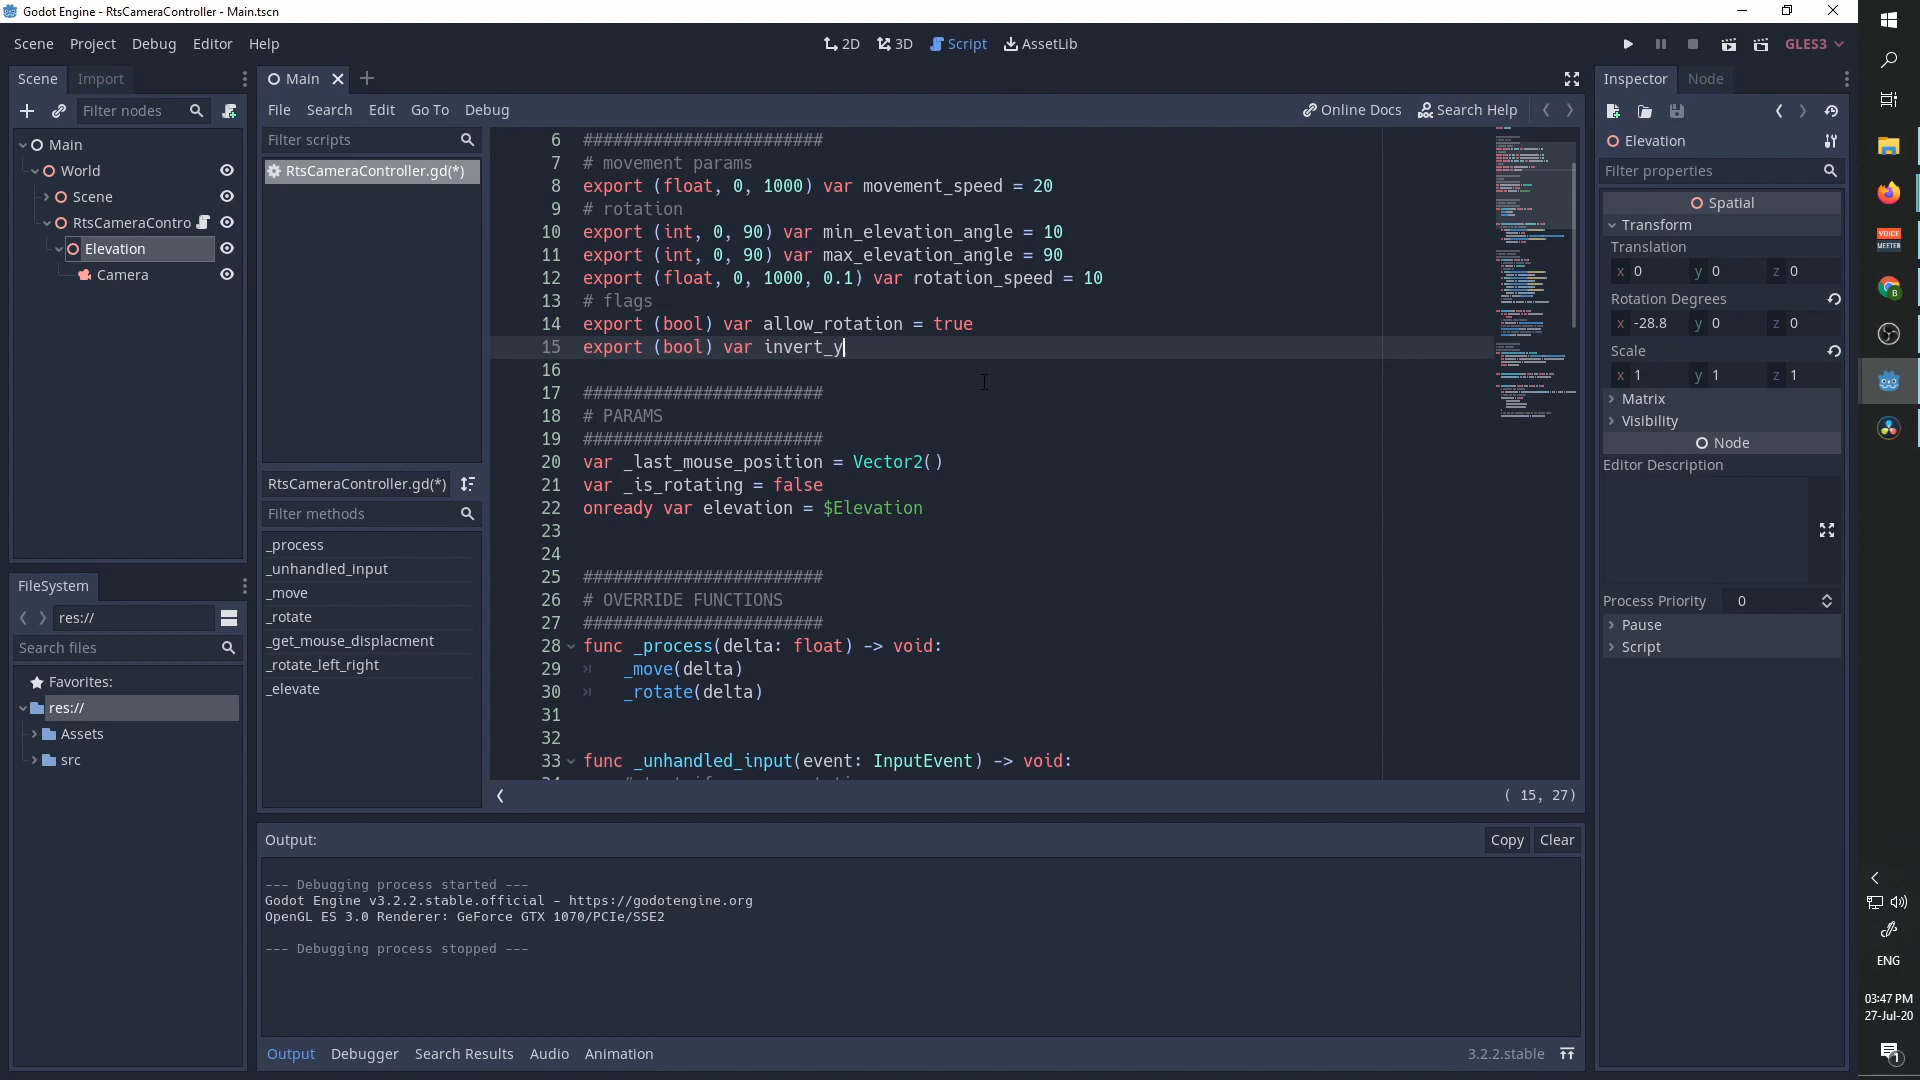 Godot Engine - RtsCameraController - Main.tscn
Scene Project Debug Editor Help
2D 3D Script AssetLib
GLES3
Scene Import
Filter nodes
Main
World
Scene
RtsCameraContro
Elevation
Camera
FileSystem
res://
Search files
Favorites:
res://
Assets
src
Main
File Search Edit Go To Debug
Online Docs Search Help
Filter scripts
RtsCameraController.gd(*)
RtsCameraController.gd(*)
Filter methods
_process
_unhandled_input
_move
_rotate
_get_mouse_displacment
_rotate_left_right
_elevate
6 ########################
7 # movement params
8 export (float, 0, 1000) var movement_speed = 20
9 # rotation
10 export (int, 0, 90) var min_elevation_angle = 10
11 export (int, 0, 90) var max_elevation_angle = 90
12 export (float, 0, 1000, 0.1) var rotation_speed = 10
13 # flags
14 export (bool) var allow_rotation = true
15 export (bool) var invert_y
16
17 ########################
18 # PARAMS
19 ########################
20 var _last_mouse_position = Vector2()
21 var _is_rotating = false
22 onready var elevation = $Elevation
23
24
25 ########################
26 # OVERRIDE FUNCTIONS
27 ########################
28 func _process(delta: float) -> void:
29 _move(delta)
30 _rotate(delta)
31
32
33 func _unhandled_input(event: InputEvent) -> void:
( 15, 27)
Output:
Copy Clear
--- Debugging process started ---
Godot Engine v3.2.2.stable.official - https://godotengine.org
OpenGL ES 3.0 Renderer: GeForce GTX 1070/PCIe/SSE2
--- Debugging process stopped ---
Output Debugger Search Results Audio Animation
3.2.2.stable
Inspector Node
Elevation
Filter properties
Spatial
Transform
Translation
x 0 y 0 z 0
Rotation Degrees
x -28.8 y 0 z 0
Scale
x 1 y 1 z 1
Matrix
Visibility
Node
Editor Description
Process Priority 0
Pause
Script
VOICE
MEETER
B
ENG
03:47 PM
27-Jul-20
1